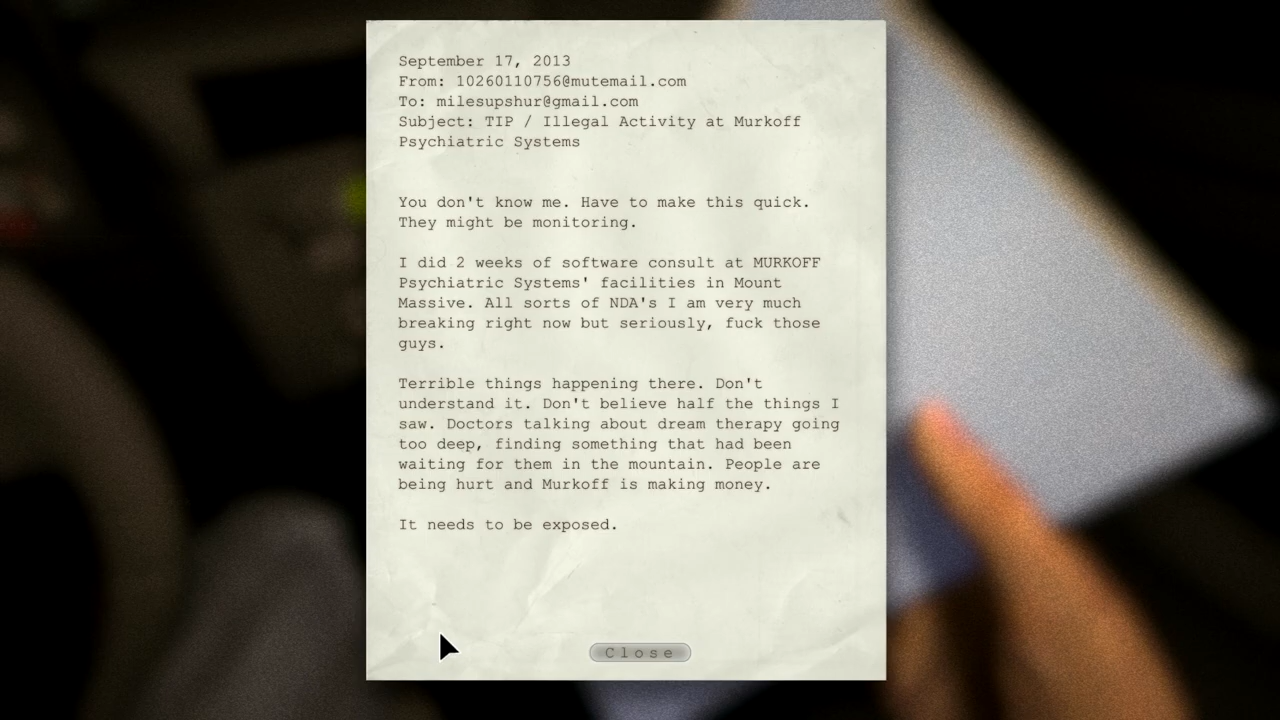 September 17, 2013
From: 10260110756@mutemail.com
To: milesupshur@gmail.com
Subject: TIP / Illegal Activity at Murkoff
Psychiatric Systems
You don't know me. Have to make this quick.
They might be monitoring.
I did 2 weeks of software consult at MURKOFF
Psychiatric Systems' facilities in Mount
Massive. All sorts of NDA's I am very much
breaking right now but seriously, fuck those
guys.
Terrible things happening there. Don't
understand it. Don't believe half the things I
saw. Doctors talking about dream therapy going
too deep, finding something that had been
waiting for them in the mountain. People are
being hurt and Murkoff is making money.
It needs to be exposed.
Close